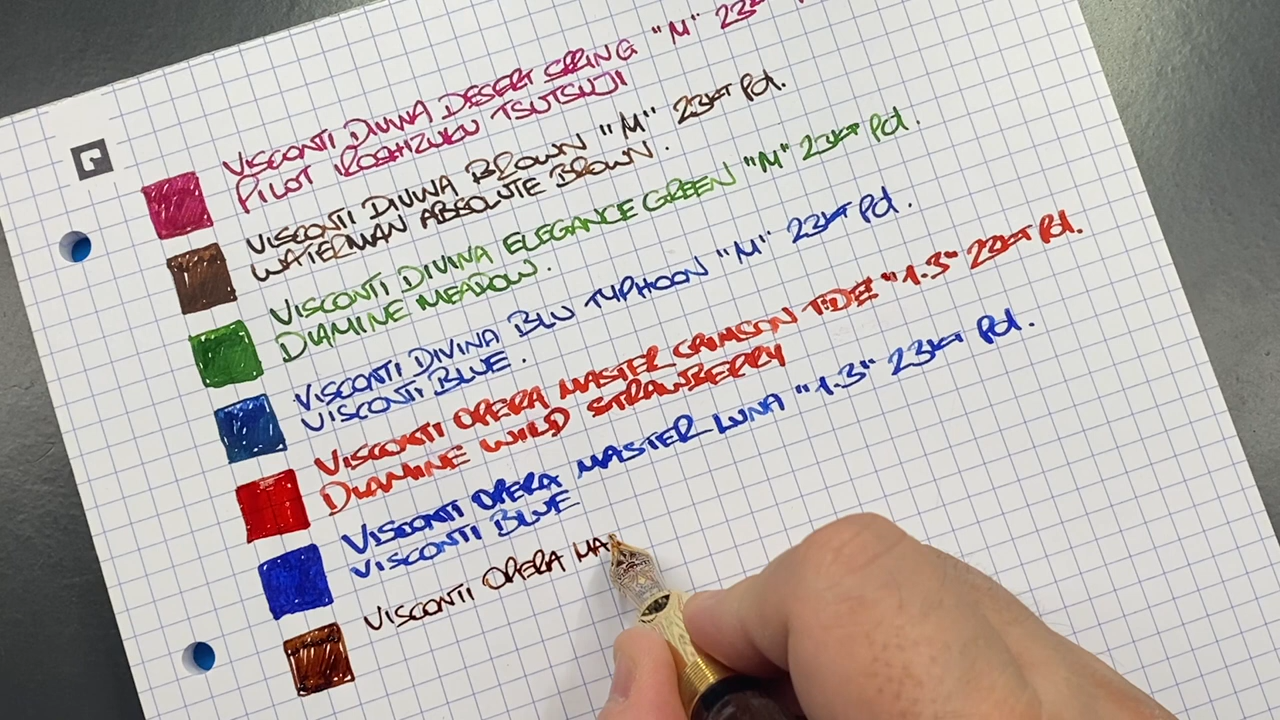 VISCONTI DIVINA DESERT SPRING "M" 23KT
PILOT IROSHIZUKU TSUTSUJI
VISCONTI DIVINA BROWN "M" 23KT Pd.
WATERMAN ABSOLUTE BROWN.
VISCONTI DIVINA ELEGANCE GREEN "M" 23KT Pd.
DIAMINE MEADOW.
VISCONTI DIVINA BLU TYPHOON "M" 23KT Pd.
VISCONTI BLUE.
VISCONTI OPERA MASTER CRIMSON TIDE "1.3" 23KT Pd.
DIAMINE WILD STRAWBERRY
VISCONTI OPERA MASTER LUNA "1.3" 23KT Pd.
VISCONTI BLUE
VISCONTI OPERA MA